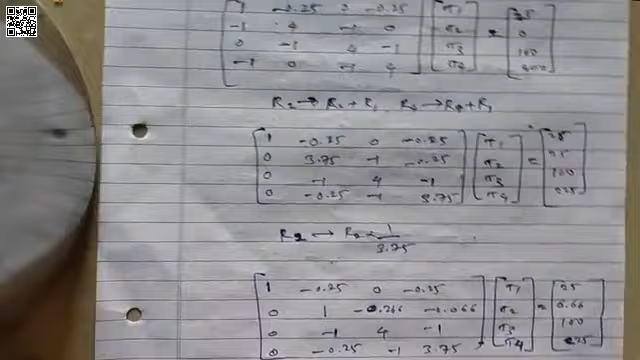 1 -0.25 0 -0.25 T1 25
-1 4 -1 0 T2 = 0
0 -1 4 -1 T3 100
-1 0 -1 4 T4
R2 → R2 + R1 R4 → R4 + R1
1 -0.25 0 -0.25 T1 25
0 3.75 -1 -0.25 T2 = 25
0 -1 4 -1 T3 100
0 -0.25 -1 3.75 T4 225
R2 → R2 × 1
3.75
1 -0.25 0 -0.25 T1 25
0 1 -0.266 -0.066 T2 = 6.66
0 -1 4 -1 T3 100
0 -0.25 -1 3.75 T4 225